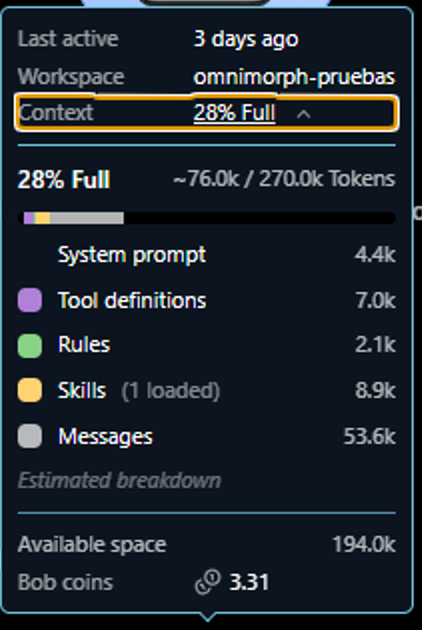 Last active 3 days ago
Workspace omnimorph-pruebas
Context 28% Full
28% Full ~76.0k / 270.0k Tokens
System prompt 4.4k
Tool definitions 7.0k
Rules 2.1k
Skills (1 loaded) 8.9k
Messages 53.6k
Estimated breakdown
Available space 194.0k
Bob coins 3.31